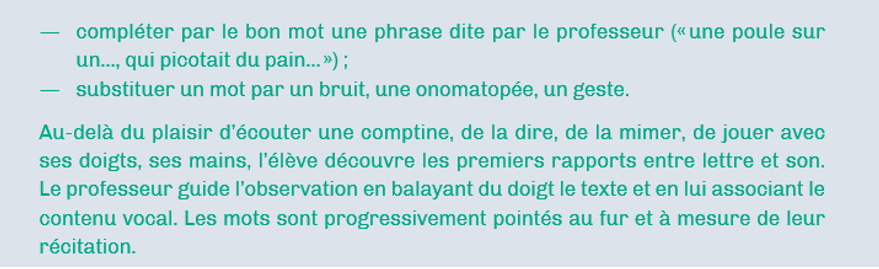 — compléter par le bon mot une phrase dite par le professeur («une poule sur
un..., qui picotait du pain...») ;
— substituer un mot par un bruit, une onomatopée, un geste.
Au-delà du plaisir d’écouter une comptine, de la dire, de la mimer, de jouer avec
ses doigts, ses mains, l’élève découvre les premiers rapports entre lettre et son.
Le professeur guide l’observation en balayant du doigt le texte et en lui associant le
contenu vocal. Les mots sont progressivement pointés au fur et à mesure de leur
récitation.